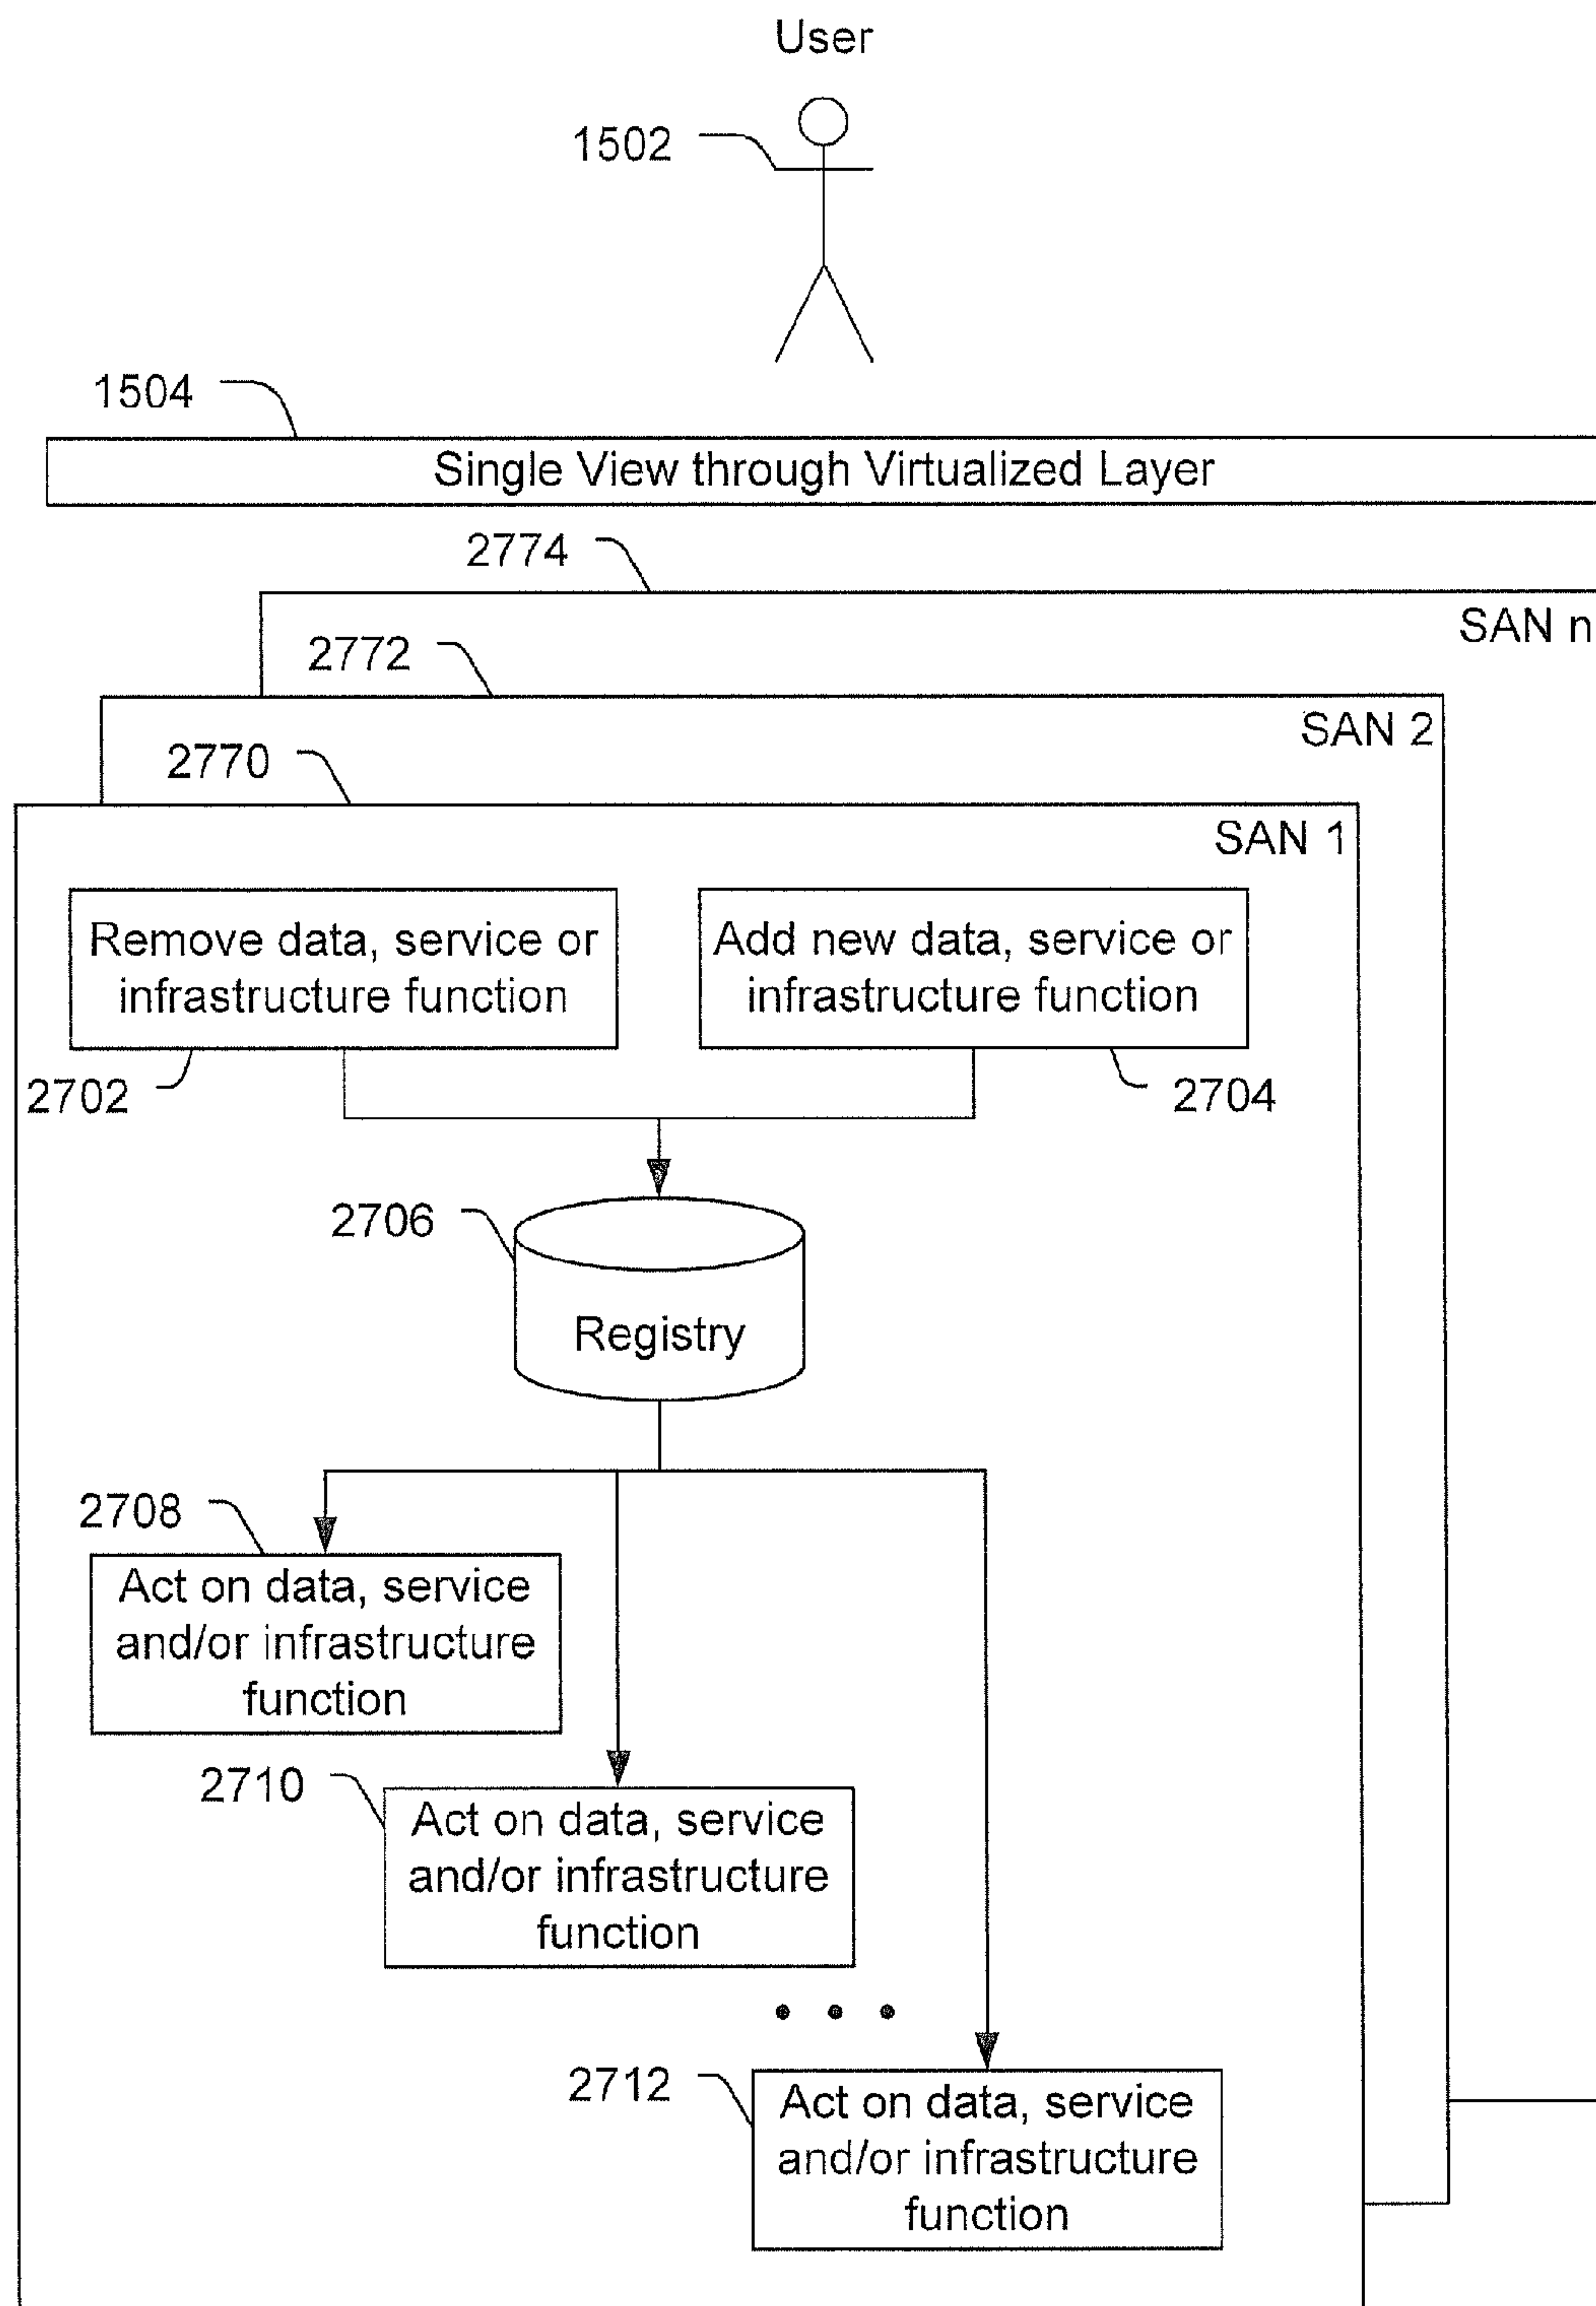 User
1502
1504
Single View through Virtualized Layer
2774
SAN n
2772
SAN 2
2770
SAN 1
Remove data, service or
infrastructure function
Add new data, service or
infrastructure function
2702
2704
2706
Registry
2708
Act on data, service
and/or infrastructure
function
2710
Act on data, service
and/or infrastructure
function
2712
Act on data, service
and/or infrastructure
function